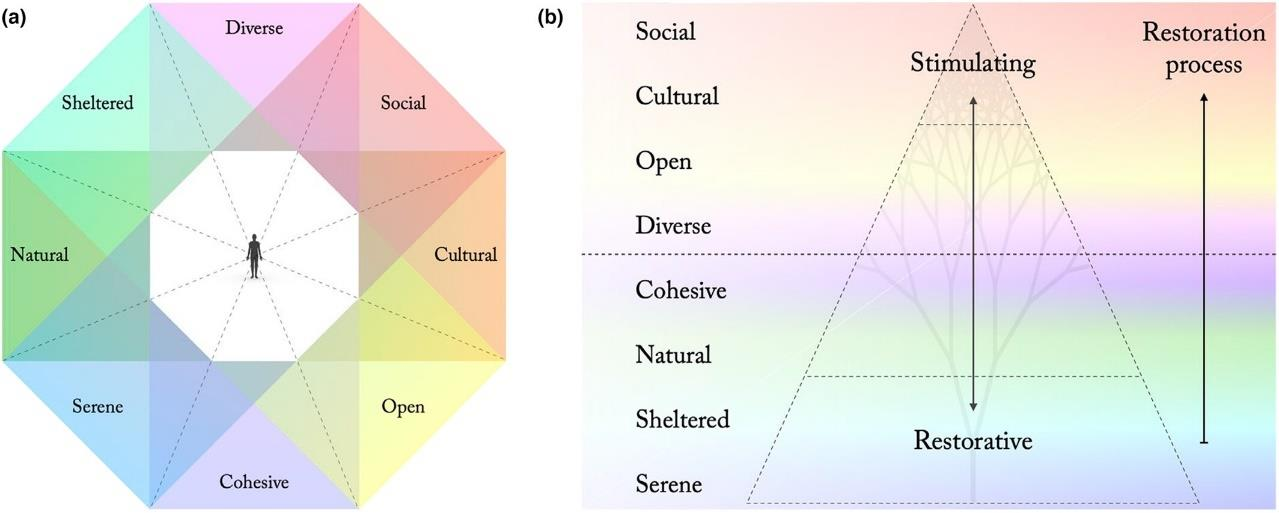 (a)
Diverse
Sheltered
Social
Natural
Cultural
Serene
Open
Cohesive
(b)
Social
Cultural
Open
Diverse
Cohesive
Natural
Sheltered
Serene
Stimulating
Restorative
Restoration
process